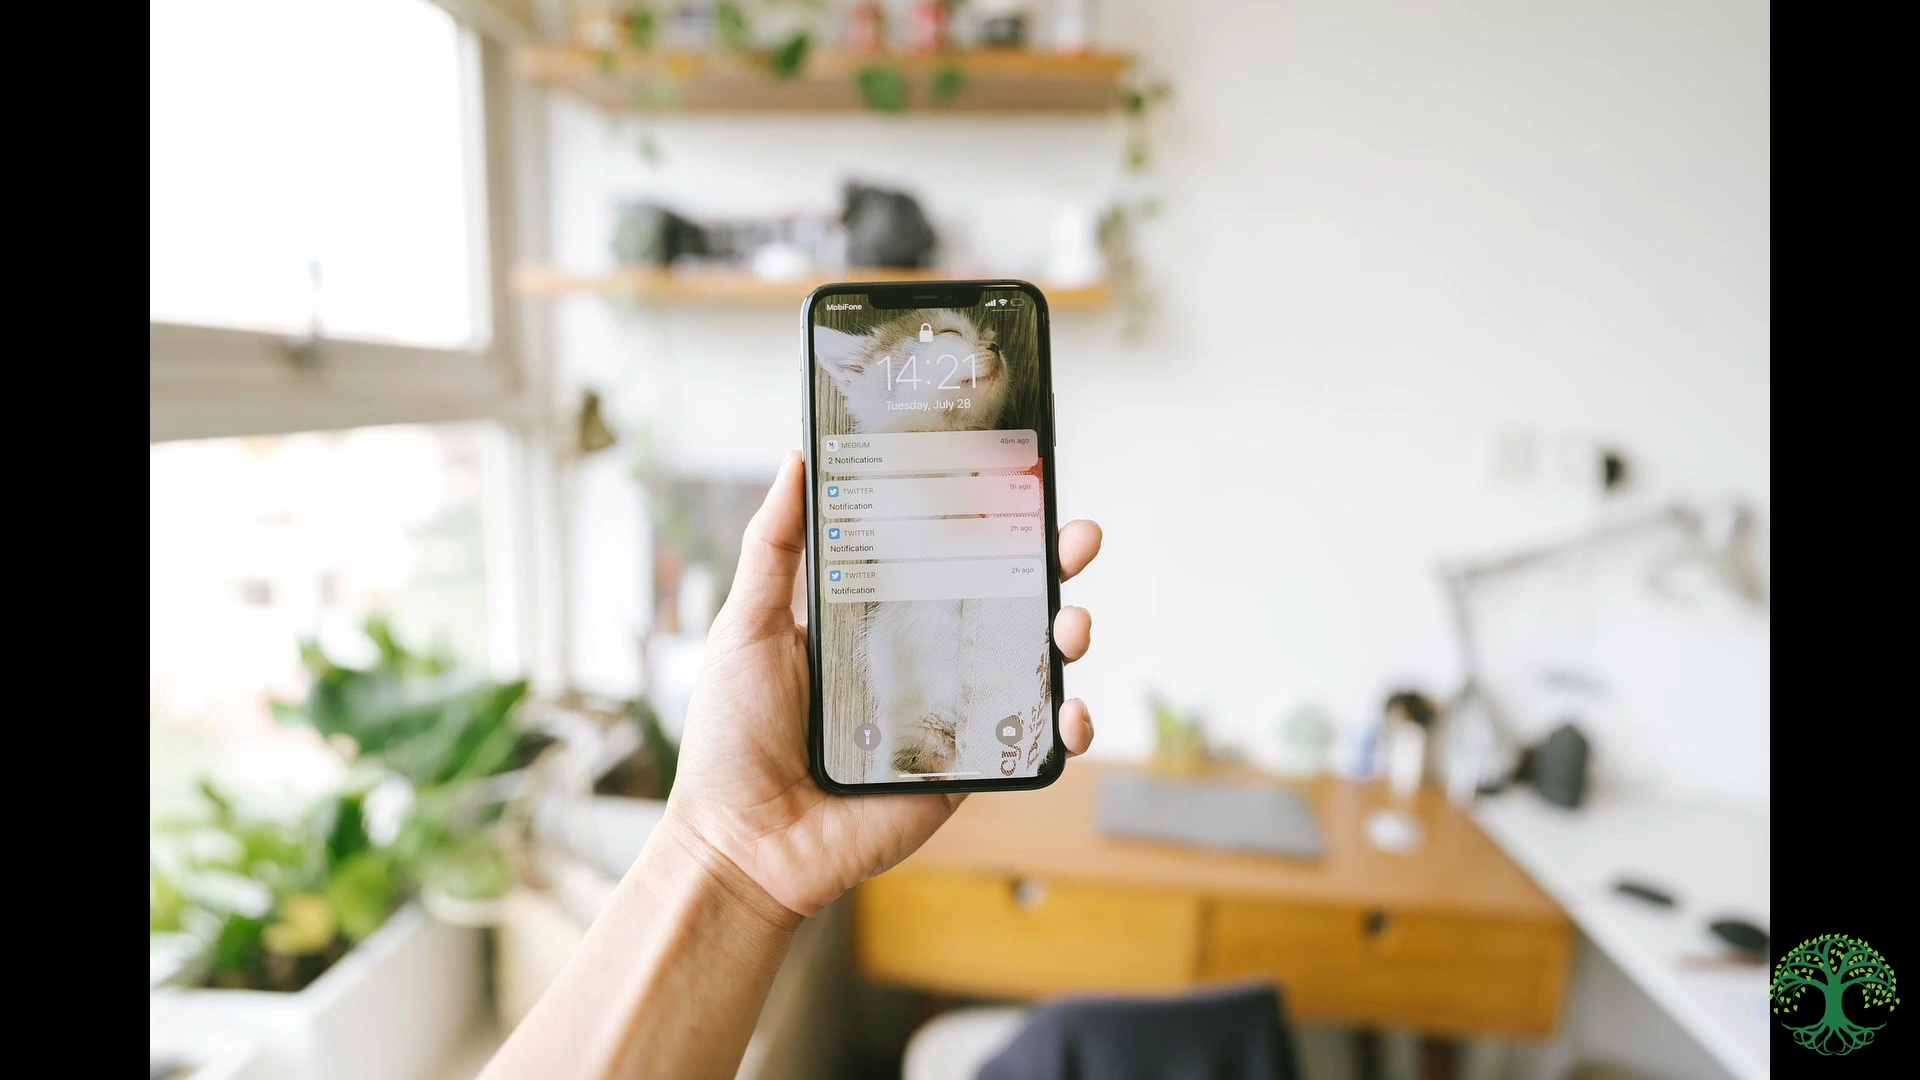 MobiFone
14:21
Tuesday, July 28
MEDIUM 45m ago
2 Notifications
TWITTER 1h ago
Notification
TWITTER 2h ago
Notification
TWITTER 2h ago
Notification